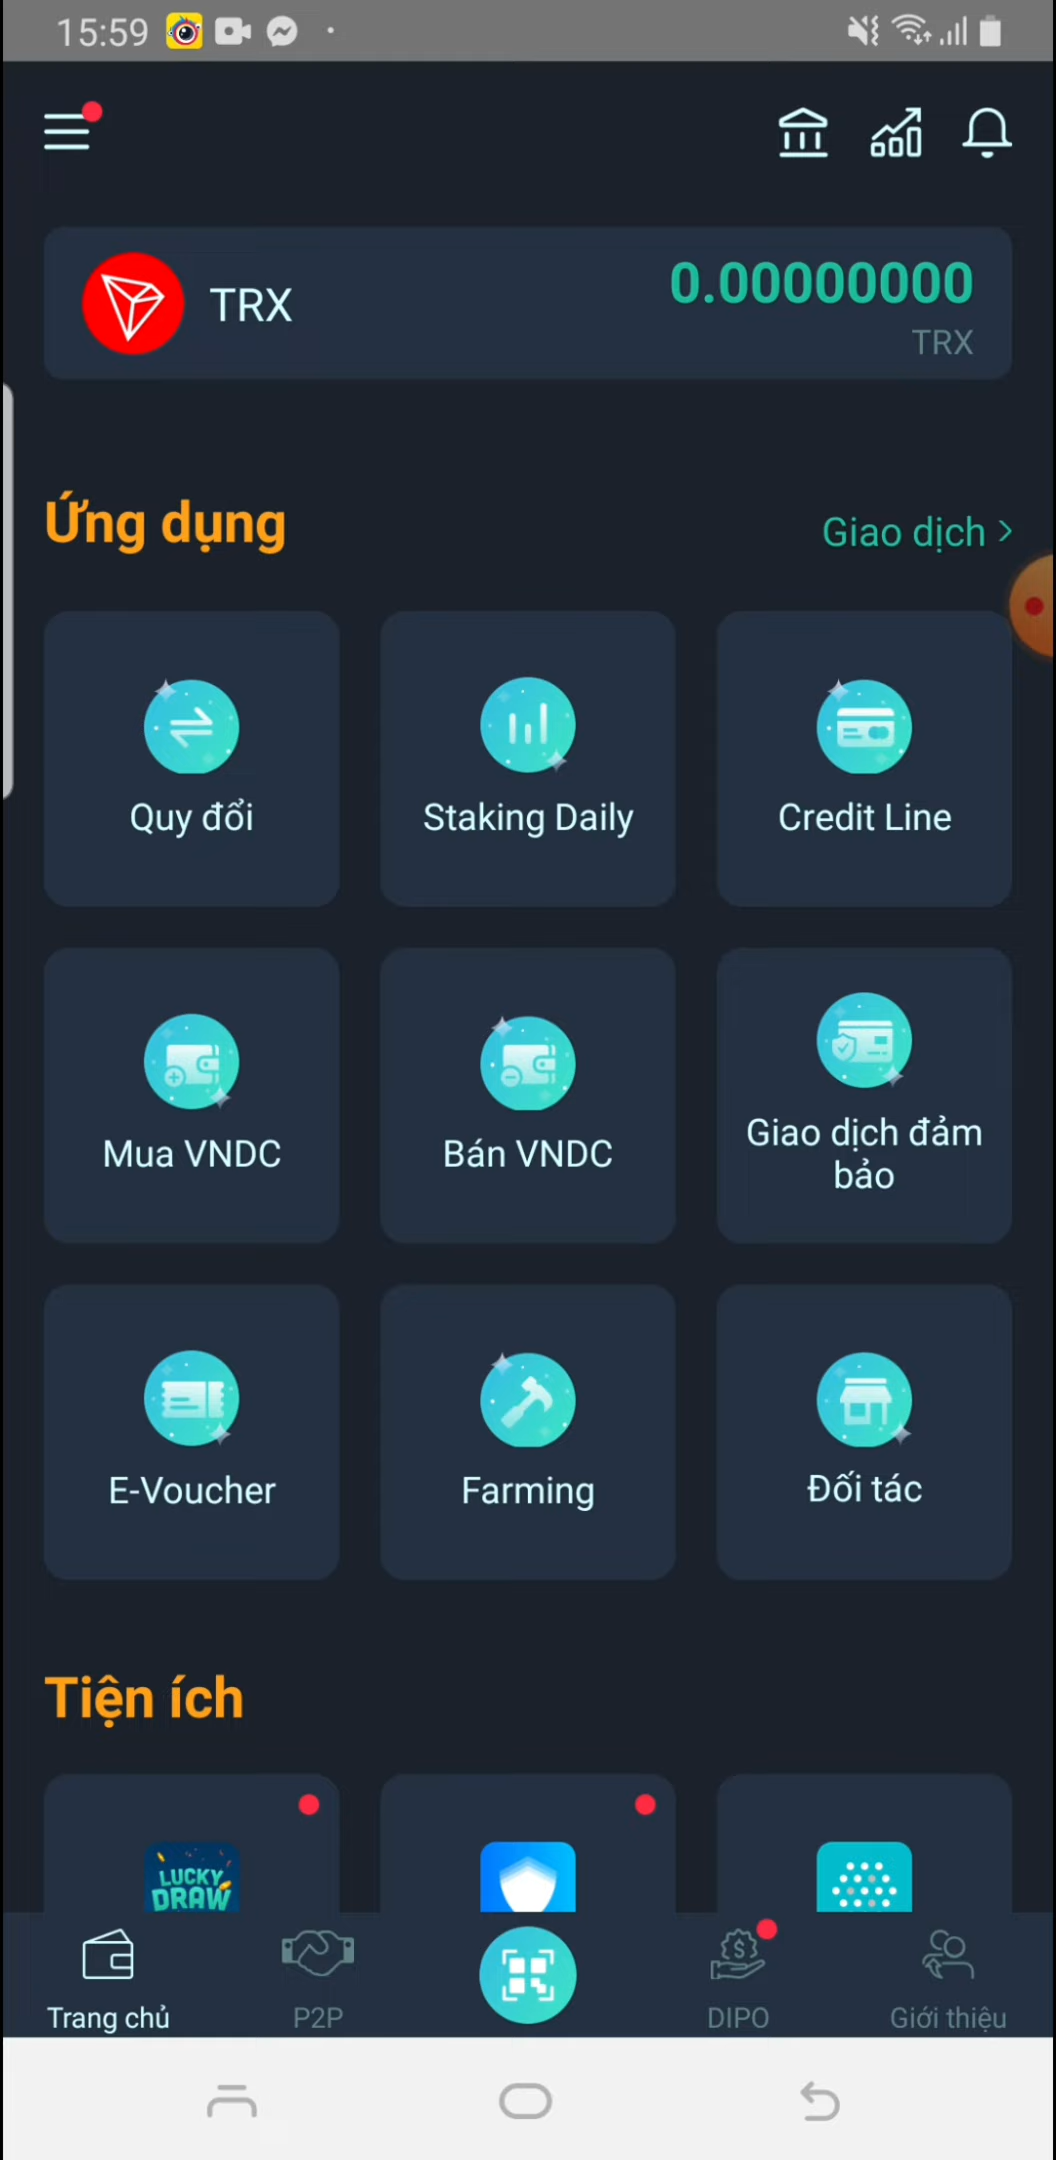 15:59
TRX
0.00000000
TRX
Ứng dụng
Giao dịch
Quy đổi
Staking Daily
Credit Line
Mua VNDC
Bán VNDC
Giao dịch đảm
bảo
E-Voucher
Farming
Đối tác
Tiện ích
LUCKY
DRAW
Trang chủ
P2P
DIPO
Giới thiệu